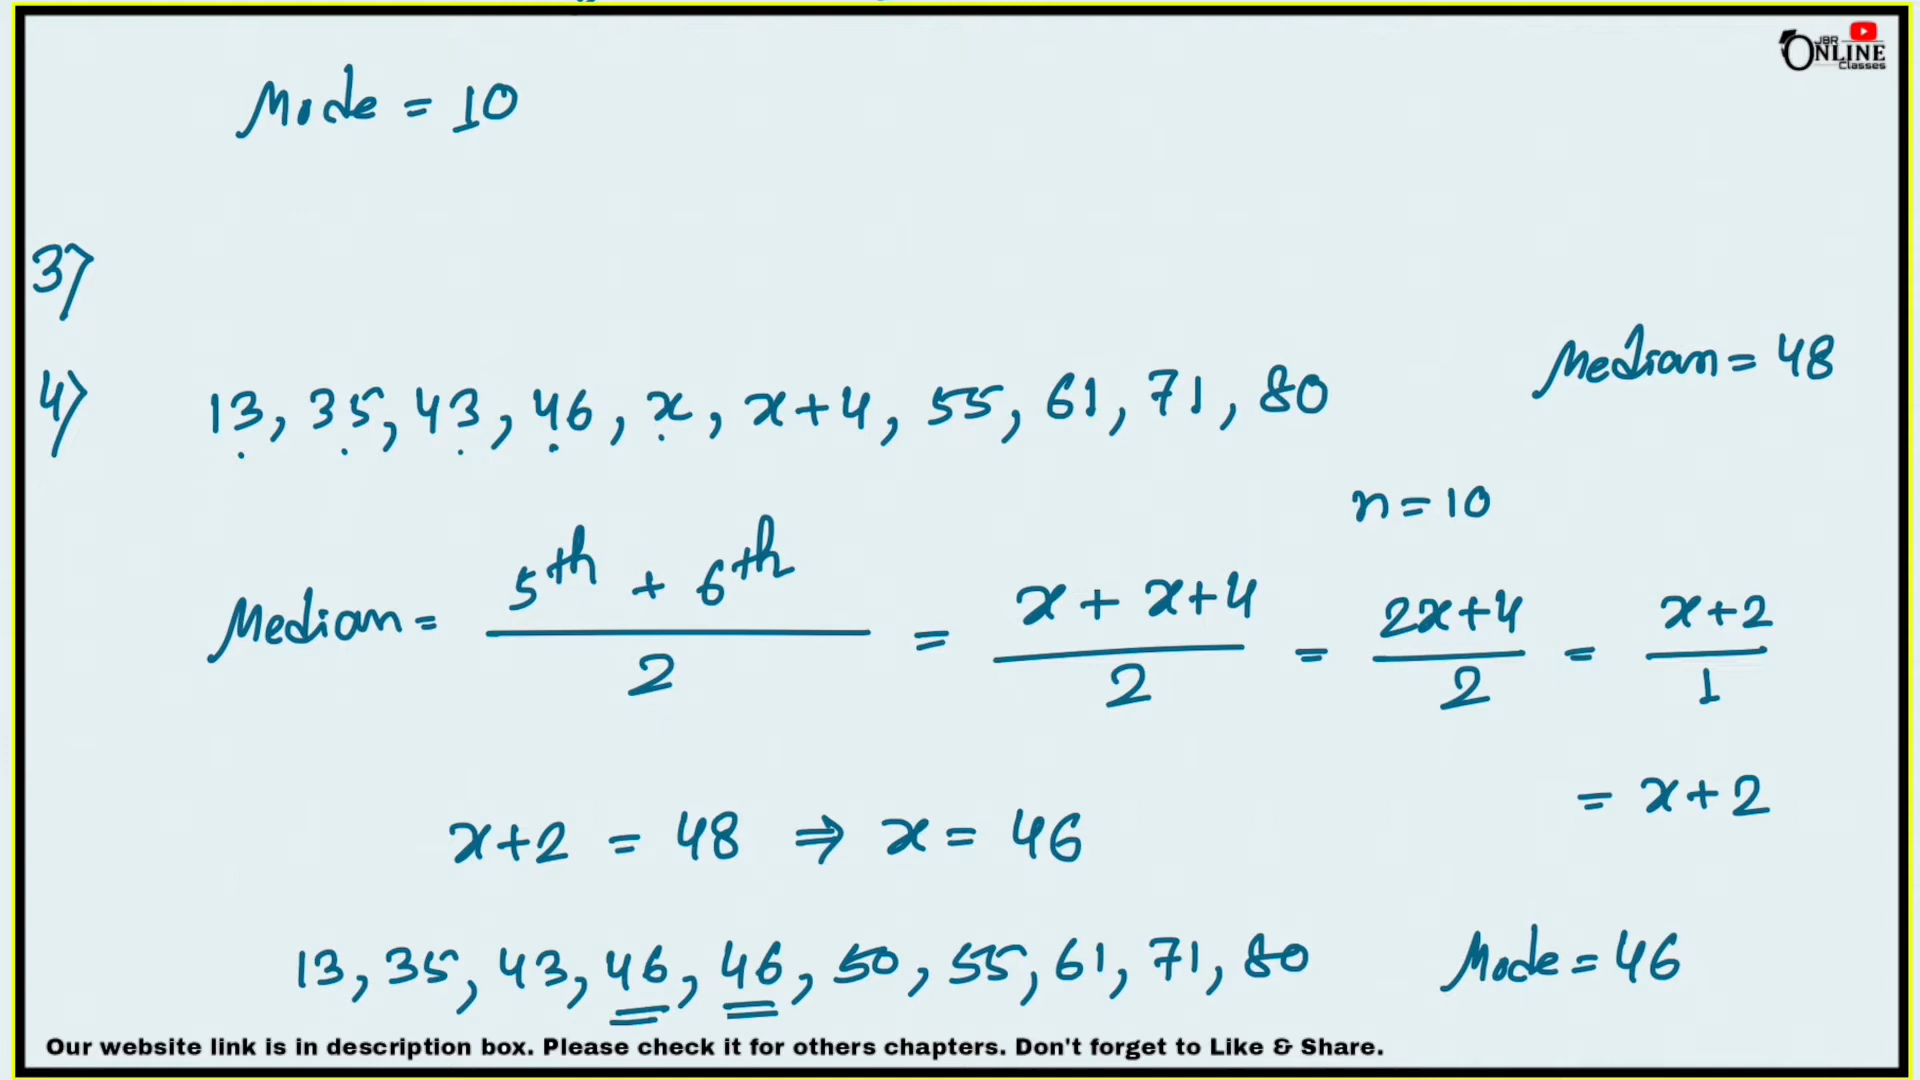 JBR
ONLINE
Classes
Mode = 10
3)
4) 13, 35, 43, 46, x, x+4, 55, 61, 71, 80
Median = 48
n = 10
Median = 5th + 6th / 2 = x + x+4 / 2 = 2x+4 / 2 = x+2 / 1
= x+2
x+2 = 48 ⇒ x = 46
13, 35, 43, 46, 46, 50, 55, 61, 71, 80 Mode = 46
Our website link is in description box. Please check it for others chapters. Don't forget to Like & Share.